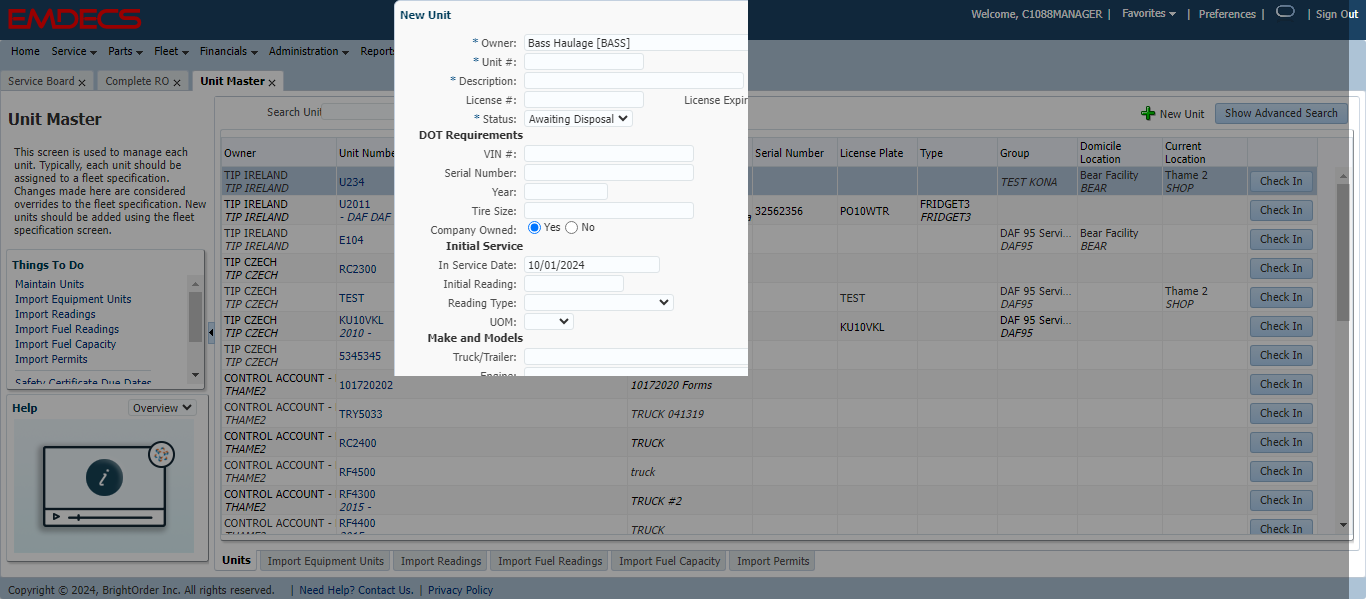 EMDECS
Welcome, C1088MANAGER | Favorites | Preferences | | Sign Out
Home Service Parts Fleet Financials Administration Reports
Service Board x Complete RO x Unit Master x
Unit Master
This screen is used to manage each
unit. Typically, each unit should be
assigned to a fleet specification.
Changes made here are considered
overrides to the fleet specification. New
units should be added using the fleet
specification screen.
Things To Do
Maintain Units
Import Equipment Units
Import Readings
Import Fuel Readings
Import Fuel Capacity
Import Permits
Safety Certificate Due Dates
Help Overview
i
Search Unit
New Unit Show Advanced Search
New Unit
* Owner: Bass Haulage [BASS]
* Unit #:
* Description:
License #: License Expir
* Status: Awaiting Disposal
DOT Requirements
VIN #:
Serial Number:
Year:
Tire Size:
Company Owned: Yes No
Initial Service
In Service Date: 10/01/2024
Initial Reading:
Reading Type:
UOM:
Make and Models
Truck/Trailer:
Engine:
Owner Unit Numbe Serial Number License Plate Type Group Domicile Location Current Location
TIP IRELAND
TIP IRELAND U234 TEST KONA Bear Facility BEAR Thame 2 SHOP Check In
TIP IRELAND
TIP IRELAND U2011 - DAF DAF a 32562356 PO10WTR FRIDGET3 FRIDGET3 Check In
TIP IRELAND
TIP IRELAND E104 DAF 95 Servi... DAF95 Bear Facility BEAR Check In
TIP CZECH
TIP CZECH RC2300 Check In
TIP CZECH
TIP CZECH TEST TEST DAF 95 Servi... DAF95 Thame 2 SHOP Check In
TIP CZECH
TIP CZECH KU10VKL 2010 - KU10VKL DAF 95 Servi... DAF95 Check In
TIP CZECH
TIP CZECH 5345345 Check In
CONTROL ACCOUNT -
THAME2 101720202 10172020 Forms Check In
CONTROL ACCOUNT -
THAME2 TRY5033 TRUCK 041319 Check In
CONTROL ACCOUNT -
THAME2 RC2400 TRUCK Check In
CONTROL ACCOUNT -
THAME2 RF4500 truck Check In
CONTROL ACCOUNT -
THAME2 RF4300 2015 - TRUCK #2 Check In
CONTROL ACCOUNT -
THAME2 RF4400 2015 - TRUCK Check In
Units Import Equipment Units Import Readings Import Fuel Readings Import Fuel Capacity Import Permits
Copyright © 2024, BrightOrder Inc. All rights reserved. | Need Help? Contact Us. | Privacy Policy